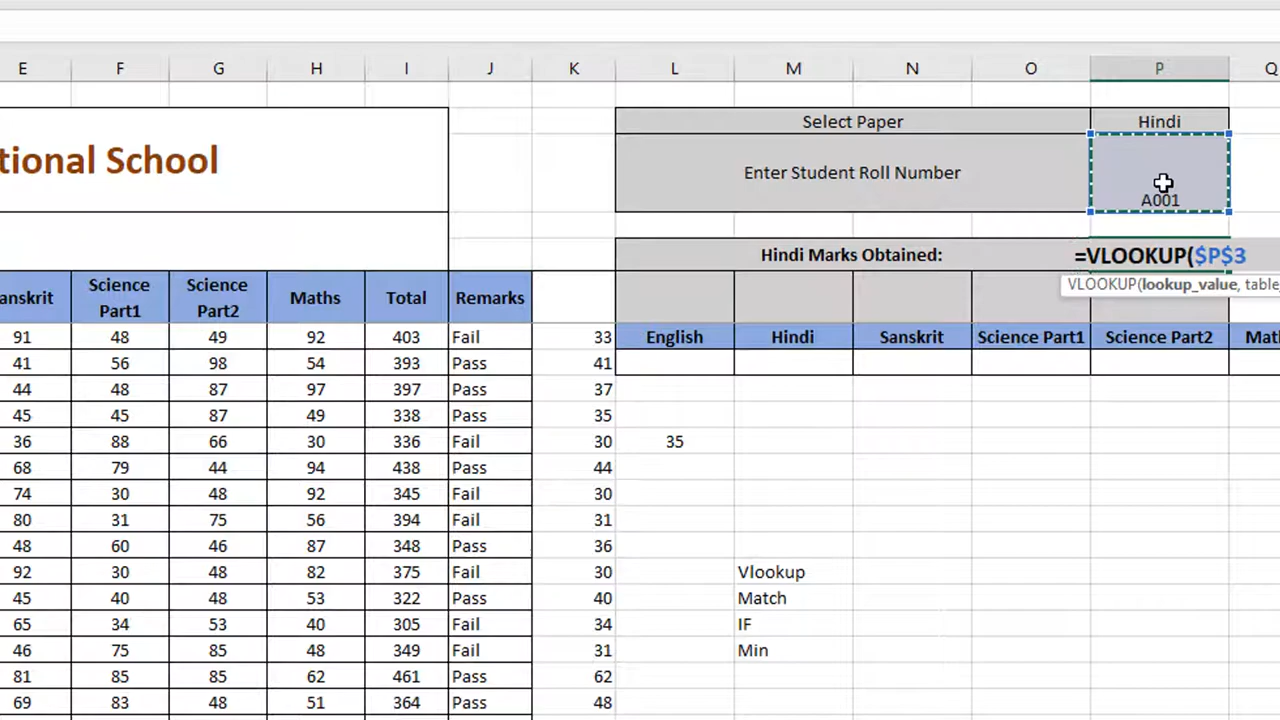 E F G H I J K L M N O P Q
Select Paper Hindi
tional School
Enter Student Roll Number
A001
Hindi Marks Obtained: =VLOOKUP($P$3
VLOOKUP(lookup_value, table_
anskrit Science Part1 Science Part2 Maths Total Remarks
91 48 49 92 403 Fail 33 English Hindi Sanskrit Science Part1 Science Part2 Mat
41 56 98 54 393 Pass 41
44 48 87 97 397 Pass 37
45 45 87 49 338 Pass 35
36 88 66 30 336 Fail 30 35
68 79 44 94 438 Pass 44
74 30 48 92 345 Fail 30
80 31 75 56 394 Fail 31
48 60 46 87 348 Pass 36
92 30 48 82 375 Fail 30 Vlookup
45 40 48 53 322 Pass 40 Match
65 34 53 40 305 Fail 34 IF
46 75 85 48 349 Fail 31 Min
81 85 85 62 461 Pass 62
69 83 48 51 364 Pass 48